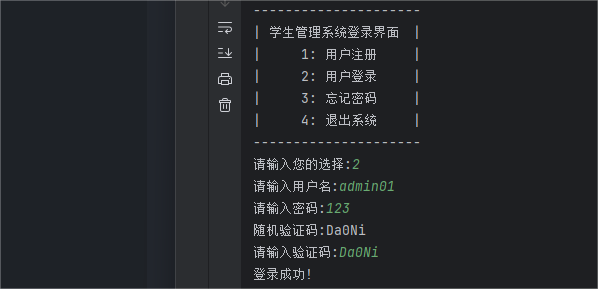 ---------------------
| 学生管理系统登录界面 |
| 1: 用户注册 |
| 2: 用户登录 |
| 3: 忘记密码 |
| 4: 退出系统 |
---------------------
请输入您的选择:2
请输入用户名:admin01
请输入密码:123
随机验证码:Da0Ni
请输入验证码:Da0Ni
登录成功!